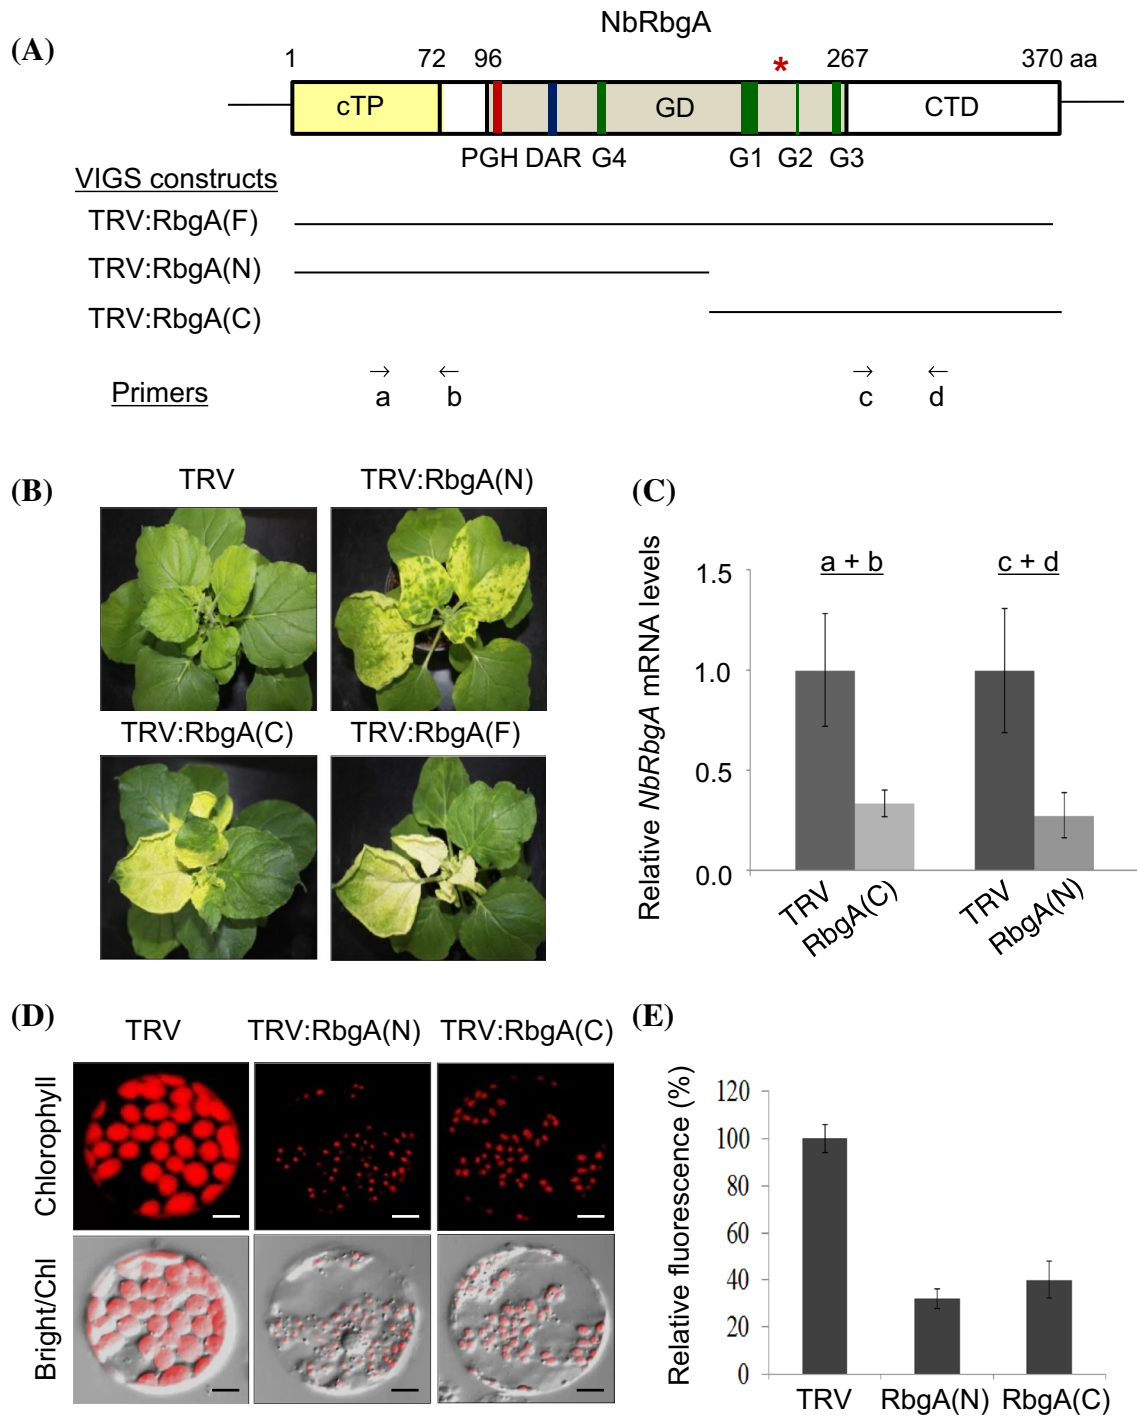 (A)
NbRbgA
1 72 96 * 267 370 aa
cTP GD CTD
PGH DAR G4 G1 G2 G3
VIGS constructs
TRV:RbgA(F)
TRV:RbgA(N)
TRV:RbgA(C)
Primers a b c d
(B)
TRV TRV:RbgA(N)
TRV:RbgA(C) TRV:RbgA(F)
(C)
Relative NbRbgA mRNA levels
a + b c + d
1.5
1.0
0.5
0.0
TRV RbgA(C) TRV RbgA(N)
(D)
TRV TRV:RbgA(N) TRV:RbgA(C)
Chlorophyll
Bright/Chl
(E)
Relative fluorescence (%)
120
100
80
60
40
20
0
TRV RbgA(N) RbgA(C)